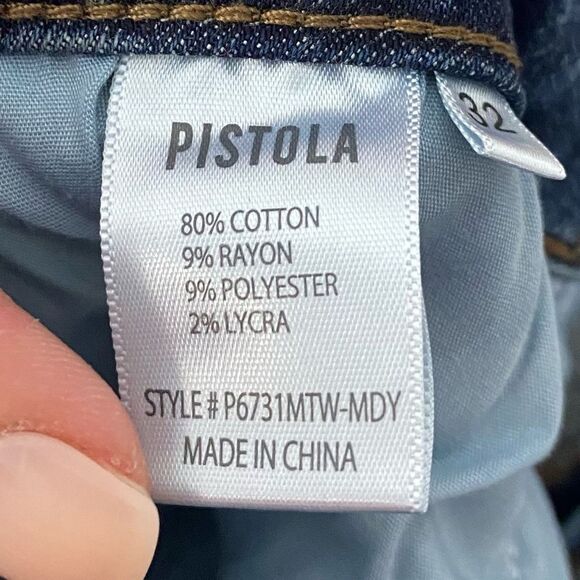 PISTOLA
32
80% COTTON
9% RAYON
9% POLYESTER
2% LYCRA
STYLE # P6731MTW-MDY
MADE IN CHINA